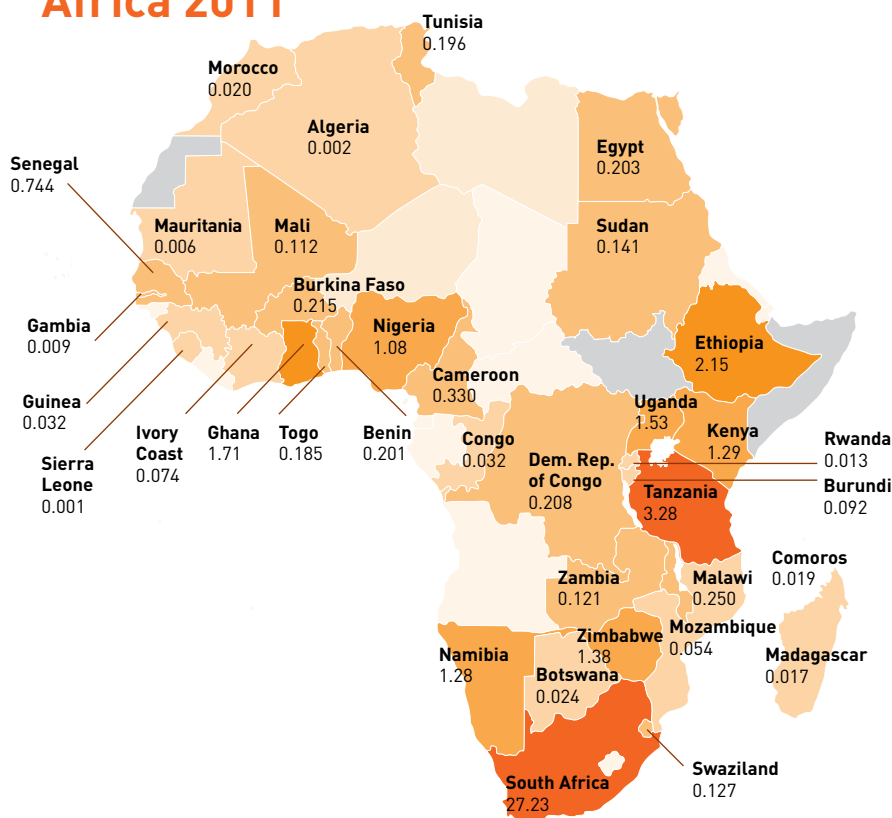 Africa 2011
Tunisia
0.196
Morocco
0.020
Algeria
0.002
Egypt
0.203
Senegal
0.744
Mauritania
0.006
Mali
0.112
Sudan
0.141
Burkina Faso
0.215
Nigeria
1.08
Gambia
0.009
Ethiopia
2.15
Cameroon
0.330
Guinea
0.032
Uganda
1.53
Kenya
1.29
Ivory
Coast
0.074
Ghana
1.71
Togo
0.185
Benin
0.201
Congo
0.032
Rwanda
0.013
Sierra
Leone
0.001
Dem. Rep.
of Congo
0.208
Tanzania
3.28
Burundi
0.092
Comoros
0.019
Zambia
0.121
Malawi
0.250
Mozambique
0.054
Zimbabwe
1.38
Namibia
1.28
Botswana
0.024
Madagascar
0.017
Swaziland
0.127
South Africa
27.23